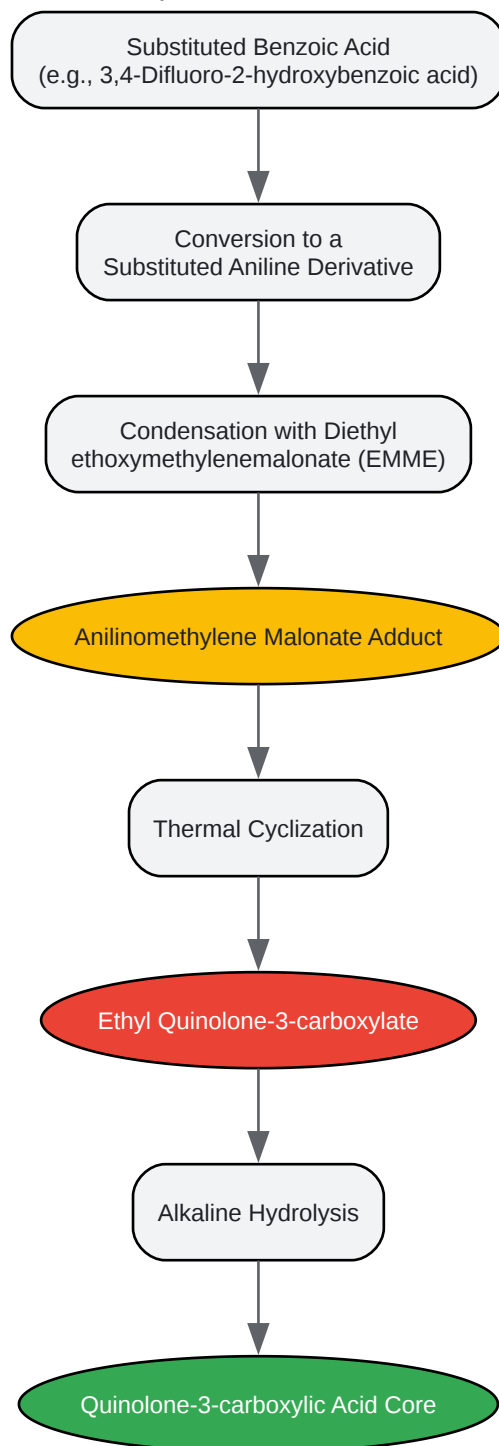 Substituted Benzoic Acid
(e.g., 3,4-Difluoro-2-hydroxybenzoic acid)
Conversion to a
Substituted Aniline Derivative
Condensation with Diethyl
ethoxymethylenemalonate (EMME)
Anilinomethylene Malonate Adduct
Thermal Cyclization
Ethyl Quinolone-3-carboxylate
Alkaline Hydrolysis
Quinolone-3-carboxylic Acid Core